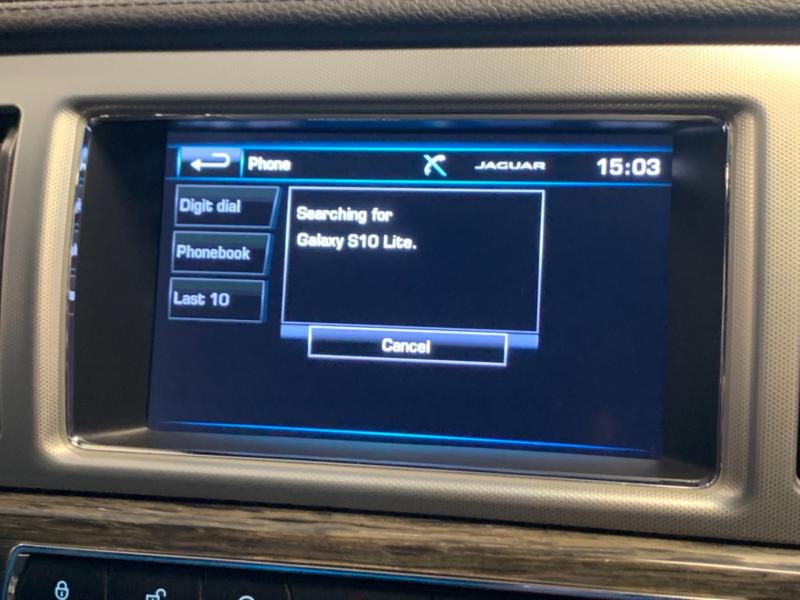 Phone
JAGUAR
15:03
Digit dial
Phonebook
Last 10
Searching for
Galaxy S10 Lite.
Cancel